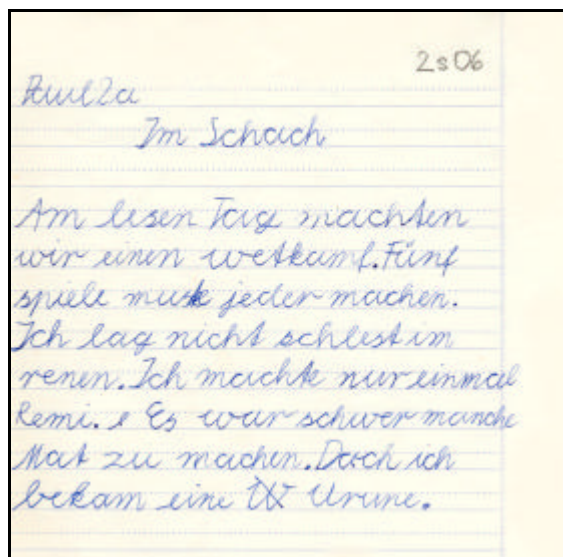 2s06
Paul 2a
Im Schach
Am lesen Tag machten
wir einen wetkamf. Fünf
spiele muste jeder machen.
Ich lag nicht schlest im
renen. Ich machte nur einmal
Remi. Es war schwer manche
Mat zu machen. Doch ich
bekam eine Urune.